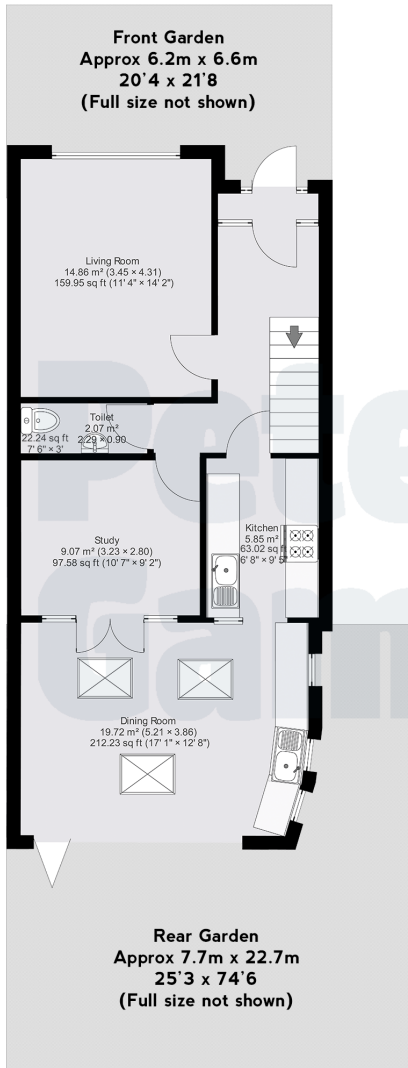 Front Garden
Approx 6.2m x 6.6m
20'4 x 21'8
(Full size not shown)
Living Room
14.86 m² (3.45 × 4.31)
159.95 sq ft (11' 4" × 14' 2")
Toilet
2.07 m²
2.29 × 0.90
22.24 sq ft
7' 6" × 3'
Study
9.07 m² (3.23 × 2.80)
97.58 sq ft (10' 7" × 9' 2")
Kitchen
5.85 m²
63.02 sq ft
6' 8" × 9' 5"
Dining Room
19.72 m² (5.21 × 3.86)
212.23 sq ft (17' 1" × 12' 8")
Rear Garden
Approx 7.7m x 22.7m
25'3 x 74'6
(Full size not shown)
Pete
Gam